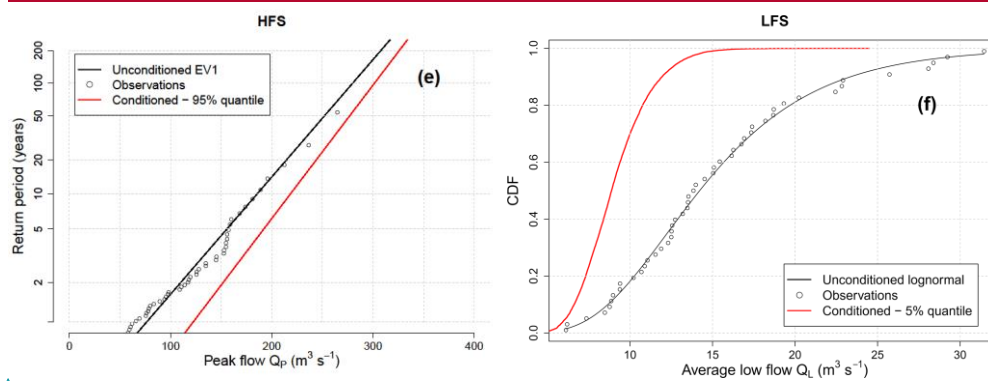 HFS
LFS
(e)
Unconditioned EV1
Observations
Conditioned − 95% quantile
Return period (years)
200
100
50
20
10
5
2
0
100
200
300
400
Peak flow QP (m³ s⁻¹)
(f)
CDF
1.0
0.8
0.6
0.4
0.2
0.0
Unconditioned lognormal
Observations
Conditioned − 5% quantile
10
15
20
25
30
Average low flow QL (m³ s⁻¹)